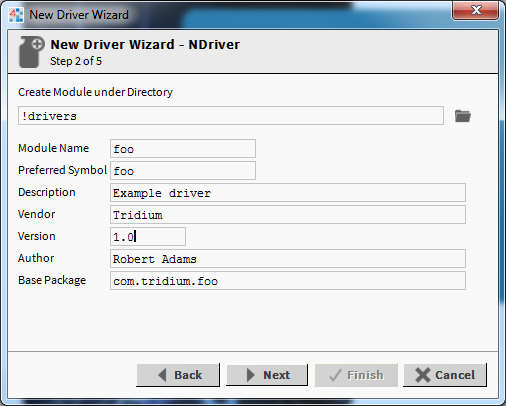 New Driver Wizard
New Driver Wizard - NDriver
Step 2 of 5
Create Module under Directory
!drivers
Module Name foo
Preferred Symbol foo
Description Example driver
Vendor Tridium
Version 1.0
Author Robert Adams
Base Package com.tridium.foo
Back Next Finish Cancel